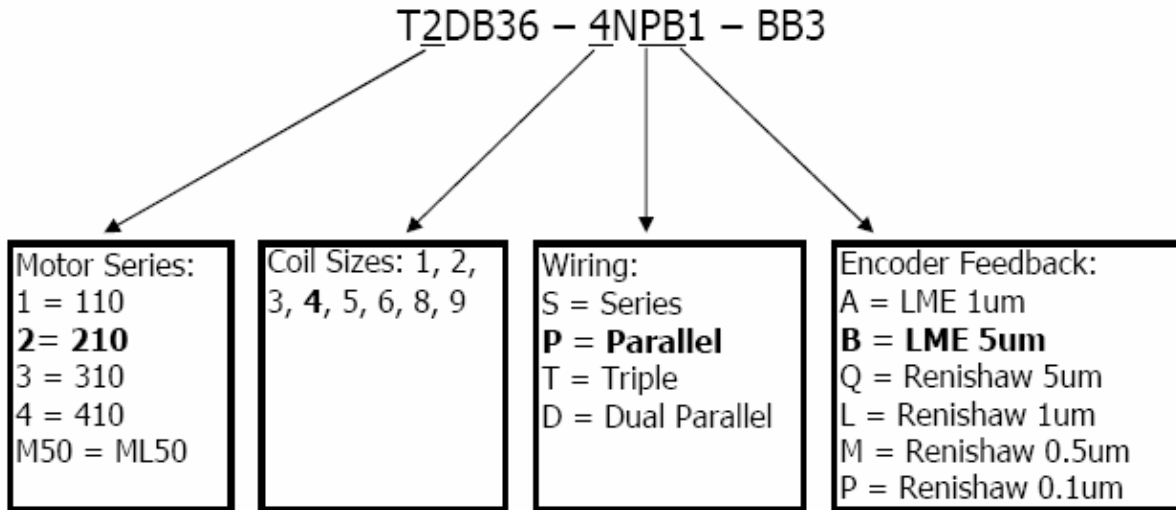 T2DB36 – 4NPB1 – BB3
Motor Series:
1 = 110
2= 210
3 = 310
4 = 410
M50 = ML50
Coil Sizes: 1, 2,
3, 4, 5, 6, 8, 9
Wiring:
S = Series
P = Parallel
T = Triple
D = Dual Parallel
Encoder Feedback:
A = LME 1um
B = LME 5um
Q = Renishaw 5um
L = Renishaw 1um
M = Renishaw 0.5um
P = Renishaw 0.1um